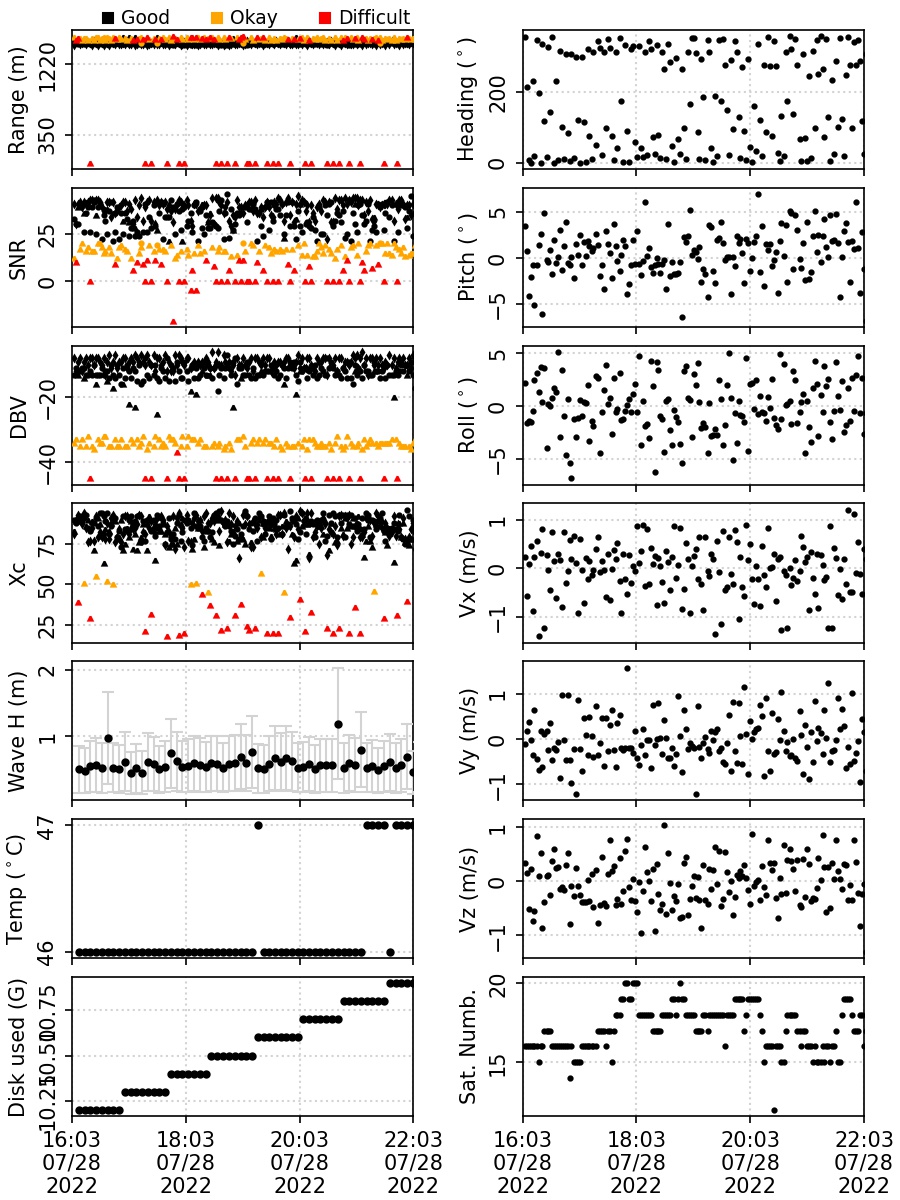 Good Okay Difficult
Range (m)
1220
350
Heading (°)
200
0
SNR
25
0
Pitch (°)
5
0
−5
DBV
−20
−40
Roll (°)
5
0
−5
Xc
75
50
25
Vx (m/s)
1
0
−1
Wave H (m)
2
1
Vy (m/s)
1
0
−1
Temp (°C)
47
46
Vz (m/s)
1
0
−1
Disk used (G)
10.75
10.50
10.25
Sat. Numb.
20
15
16:03 18:03 20:03 22:03 16:03 18:03 20:03 22:03
07/28 07/28 07/28 07/28 07/28 07/28 07/28 07/28
2022 2022 2022 2022 2022 2022 2022 2022